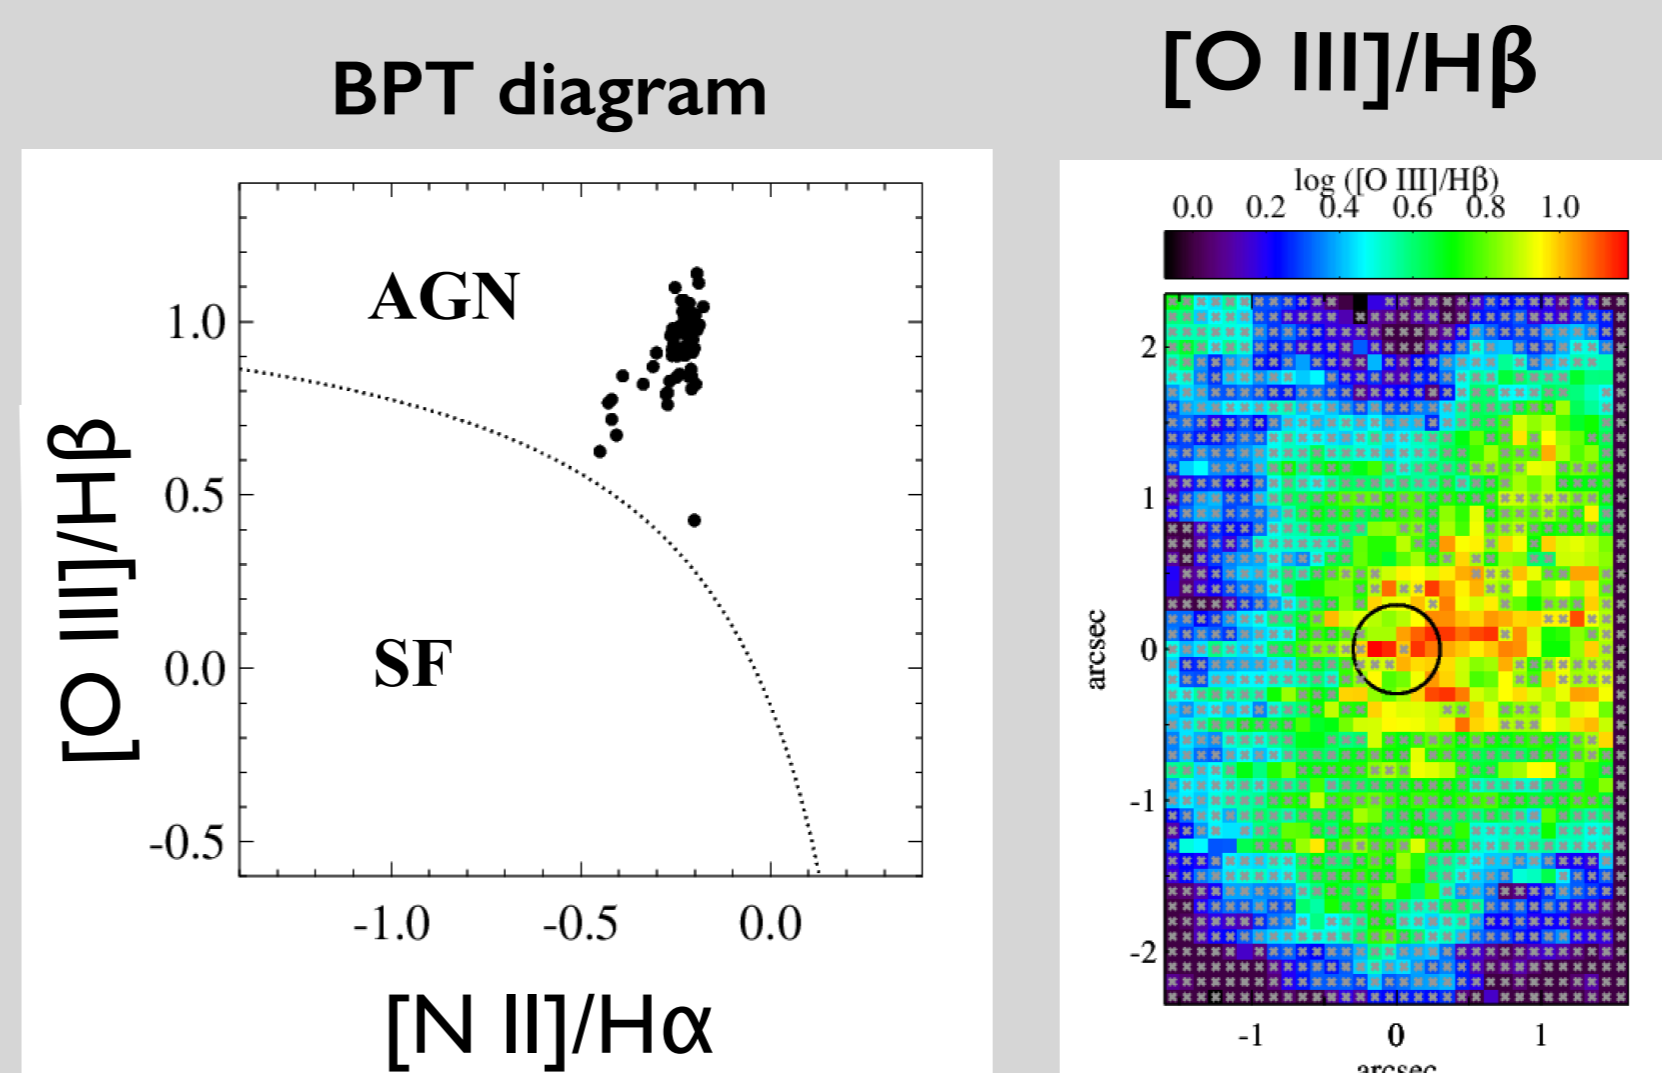 BPT diagram
[O III]/Hβ
AGN
SF
1.0
0.5
0.0
-0.5
-1.0
-0.5
0.0
[O III]/Hβ
[N II]/Hα
log ([O III]/Hβ)
0.0 0.2 0.4 0.6 0.8 1.0
2
1
0
-1
-2
arcsec
-1 0 1
arcsec